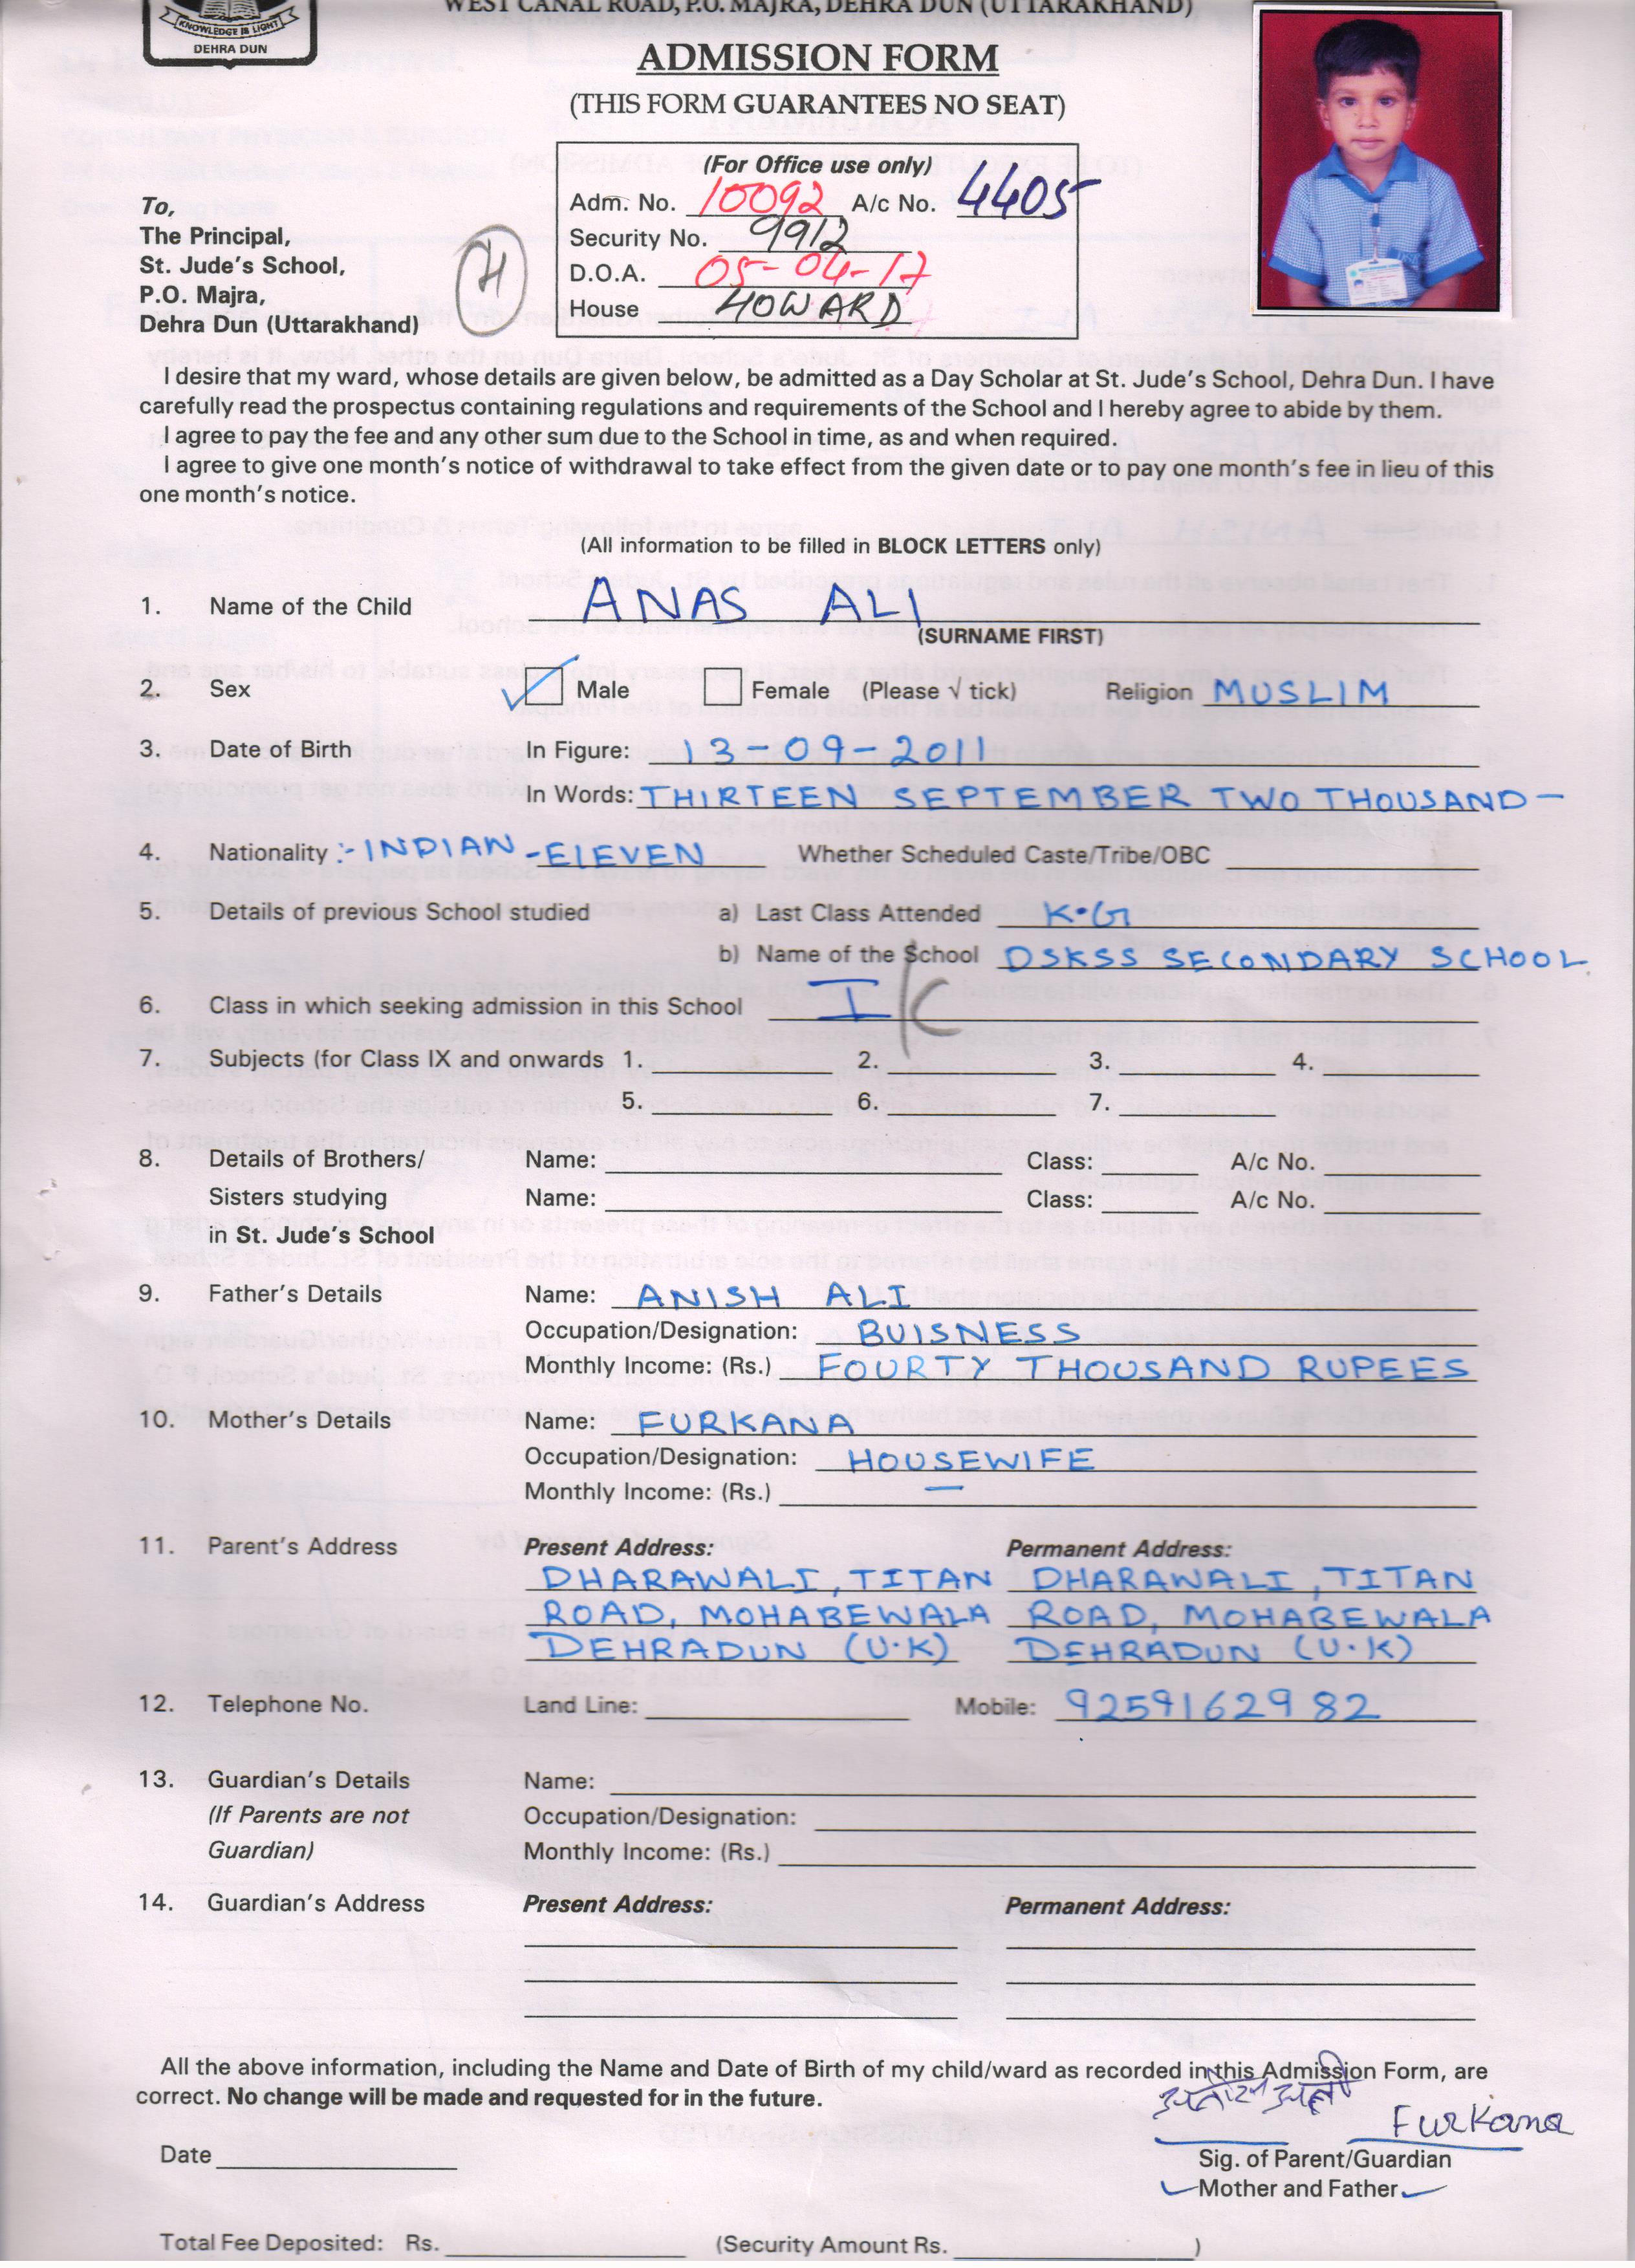 WEST CANAL ROAD, P.O. MAJRA, DEHRA DUN (UTTARAKHAND)
KNOWLEDGE IS LIGHT
DEHRA DUN
ADMISSION FORM
(THIS FORM GUARANTEES NO SEAT)
(For Office use only)
Adm. No. 10092 A/c No. 4405
Security No. 9912
D.O.A. 05-04-17
House HOWARD
H
To,
The Principal,
St. Jude's School,
P.O. Majra,
Dehra Dun (Uttarakhand)
I desire that my ward, whose details are given below, be admitted as a Day Scholar at St. Jude's School, Dehra Dun. I have
carefully read the prospectus containing regulations and requirements of the School and I hereby agree to abide by them.
I agree to pay the fee and any other sum due to the School in time, as and when required.
I agree to give one month's notice of withdrawal to take effect from the given date or to pay one month's fee in lieu of this
one month's notice.
(All information to be filled in BLOCK LETTERS only)
1. Name of the Child ANAS ALI
(SURNAME FIRST)
2. Sex Male Female (Please √ tick) Religion MUSLIM
3. Date of Birth In Figure: 13-09-2011
In Words: THIRTEEN SEPTEMBER TWO THOUSAND-
4. Nationality :- INDIAN -ELEVEN Whether Scheduled Caste/Tribe/OBC
5. Details of previous School studied a) Last Class Attended K.G
b) Name of the School DSKSS SECONDARY SCHOOL
6. Class in which seeking admission in this School I K
7. Subjects (for Class IX and onwards 1. 2. 3. 4.
5. 6. 7.
8. Details of Brothers/ Name: Class: A/c No.
Sisters studying Name: Class: A/c No.
in St. Jude's School
9. Father's Details Name: ANISH ALI
Occupation/Designation: BUISNESS
Monthly Income: (Rs.) FOURTY THOUSAND RUPEES
10. Mother's Details Name: FURKANA
Occupation/Designation: HOUSEWIFE
Monthly Income: (Rs.) —
11. Parent's Address Present Address: Permanent Address:
DHARAWALI, TITAN DHARAWALI, TITAN
ROAD, MOHABEWALA ROAD, MOHABEWALA
DEHRADUN (U.K) DEHRADUN (U.K)
12. Telephone No. Land Line: Mobile: 9259162982
13. Guardian's Details Name:
(If Parents are not Occupation/Designation:
Guardian) Monthly Income: (Rs.)
14. Guardian's Address Present Address: Permanent Address:
All the above information, including the Name and Date of Birth of my child/ward as recorded in this Admission Form, are
correct. No change will be made and requested for in the future.
Furkana
Date
Sig. of Parent/Guardian
Mother and Father
Total Fee Deposited: Rs. (Security Amount Rs. )